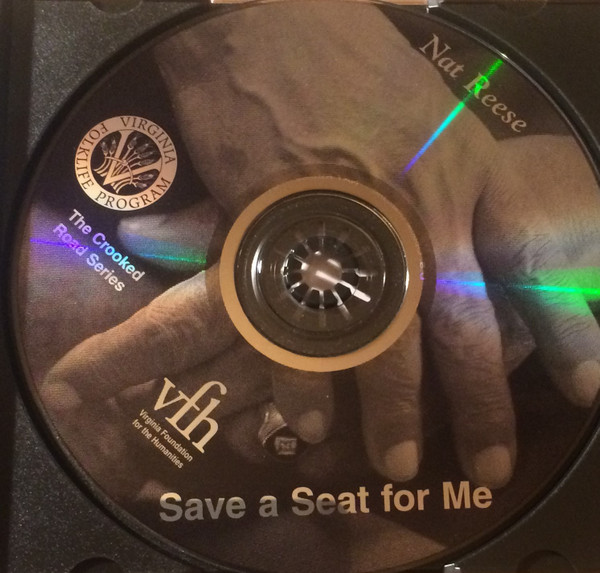 Nat Reese
VIRGINIA
FOLKLIFE PROGRAM
The Crooked
Road Series
vfh
Virginia Foundation
for the Humanities
Save a Seat for Me